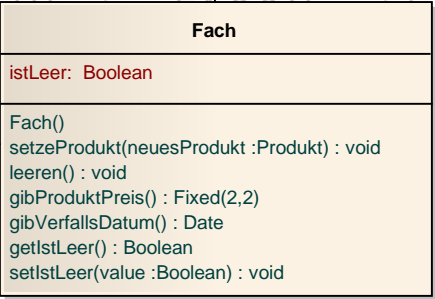 Fach
istLeer: Boolean
Fach()
setzeProdukt(neuesProdukt :Produkt) : void
leeren() : void
gibProduktPreis() : Fixed(2,2)
gibVerfallsDatum() : Date
getIstLeer() : Boolean
setIstLeer(value :Boolean) : void